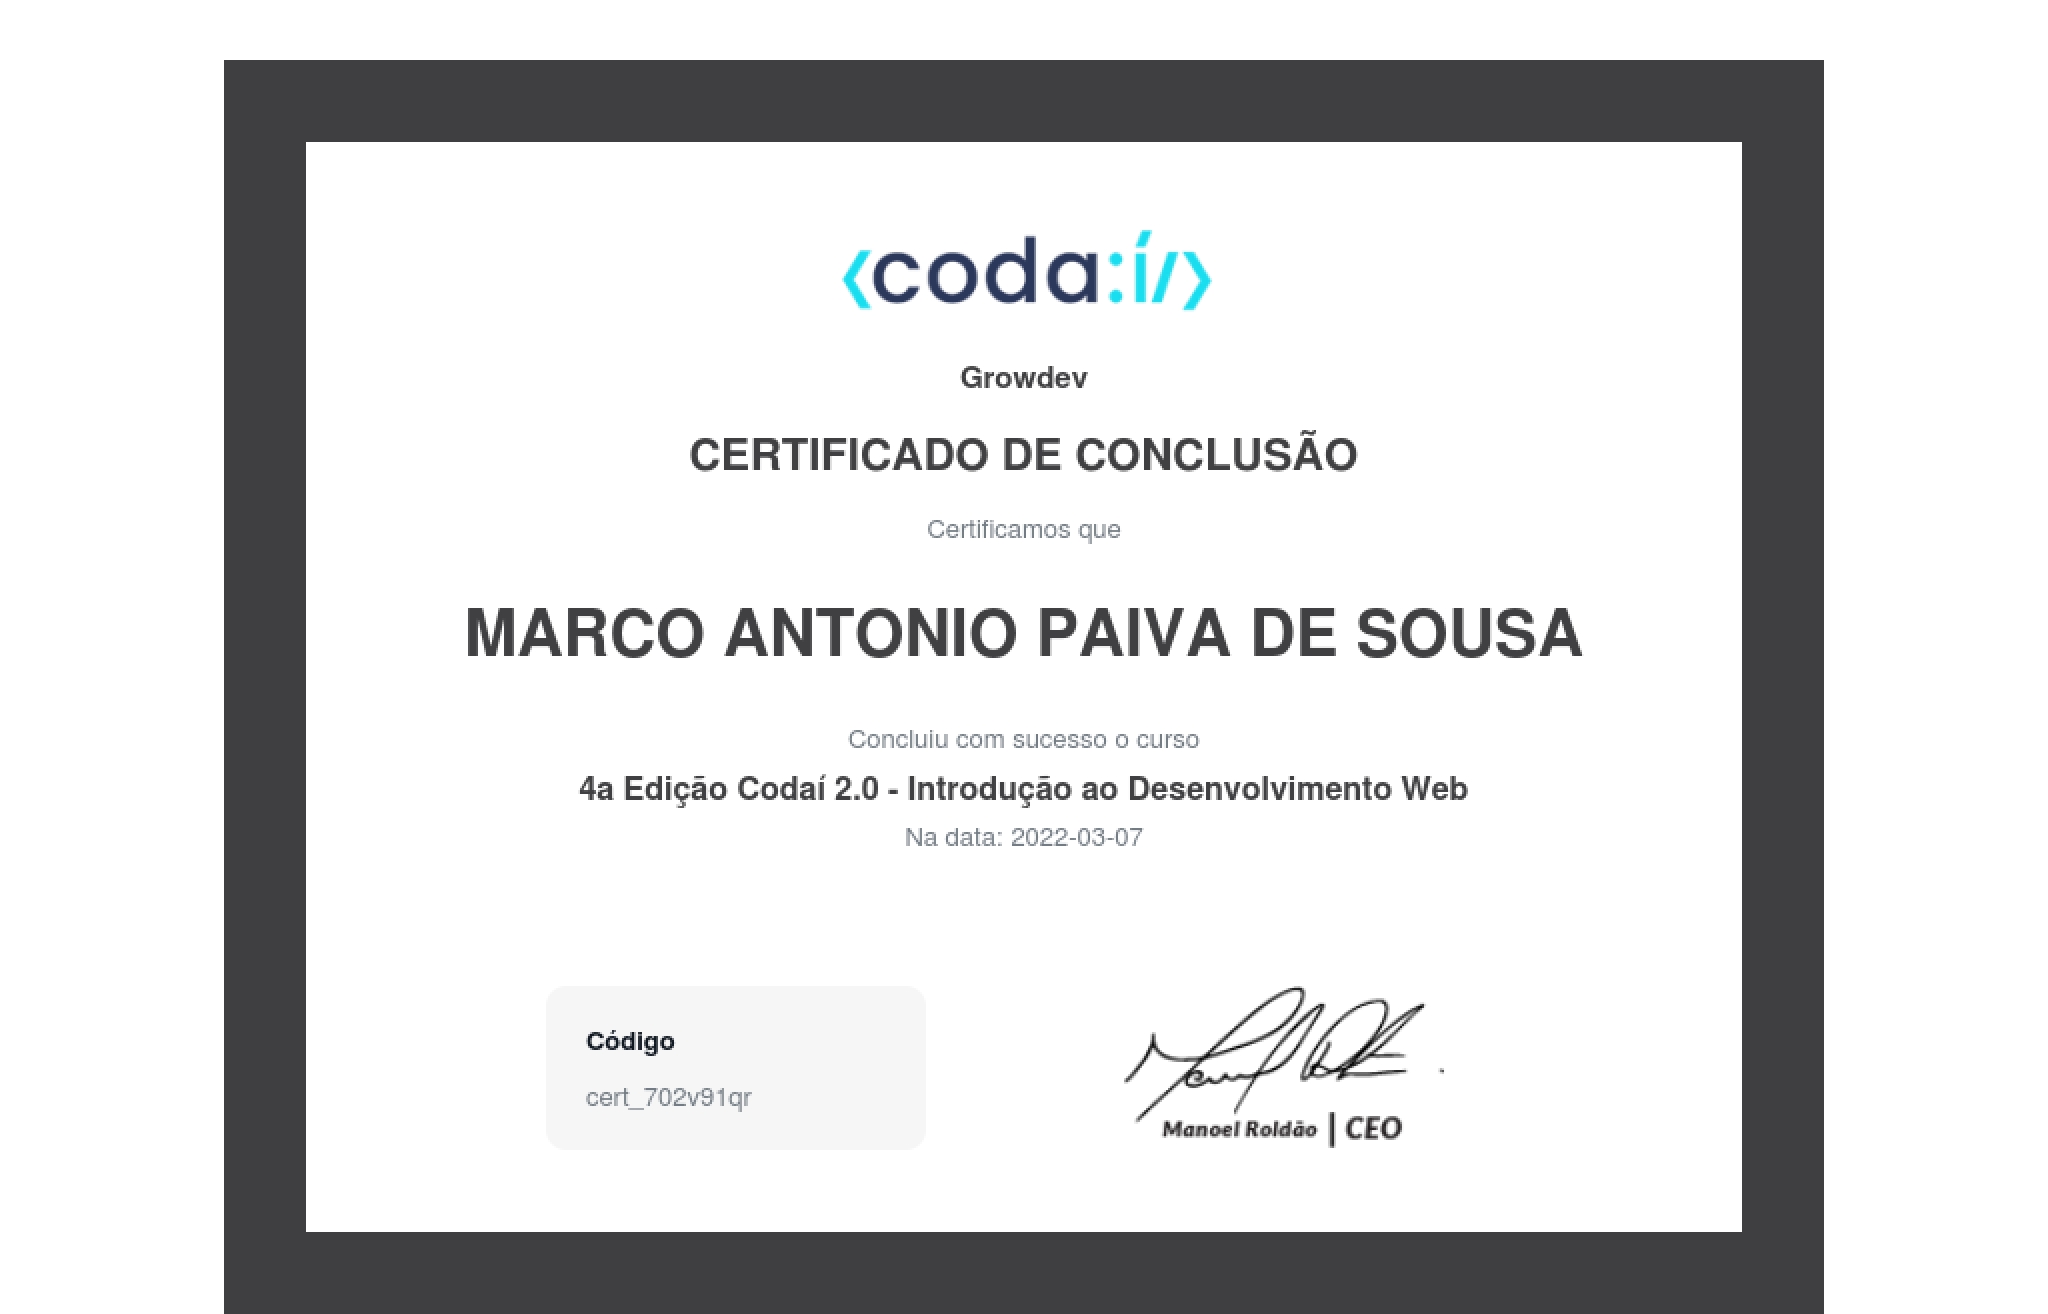 <coda:í/>
Growdev
CERTIFICADO DE CONCLUSÃO
Certificamos que
MARCO ANTONIO PAIVA DE SOUSA
Concluiu com sucesso o curso
4a Edição Codaí 2.0 - Introdução ao Desenvolvimento Web
Na data: 2022-03-07
Código
cert_702v91qr
Manoel Roldão | CEO